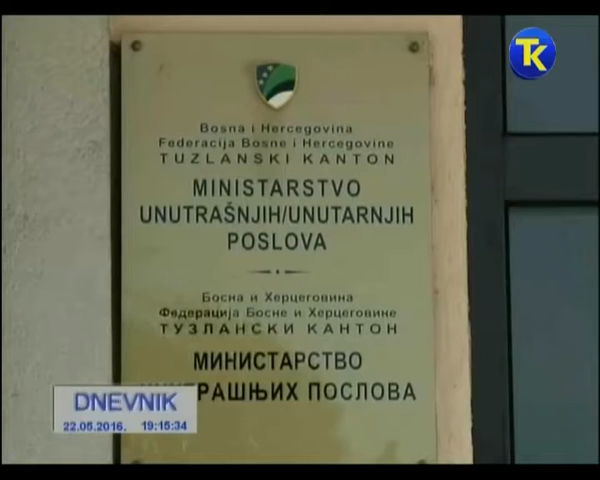 TK
Bosna i Hercegovina
Federacija Bosne i Hercegovine
TUZLANSKI KANTON
MINISTARSTVO
UNUTRAŠNJIH/UNUTARNJIH
POSLOVA
Босна и Херцеговина
Федерација Босне и Херцеговине
ТУЗЛАНСКИ КАНТОН
МИНИСТАРСТВО
ПОСЛОВА
DNEVNIK
22.05.2016. 19:15:34